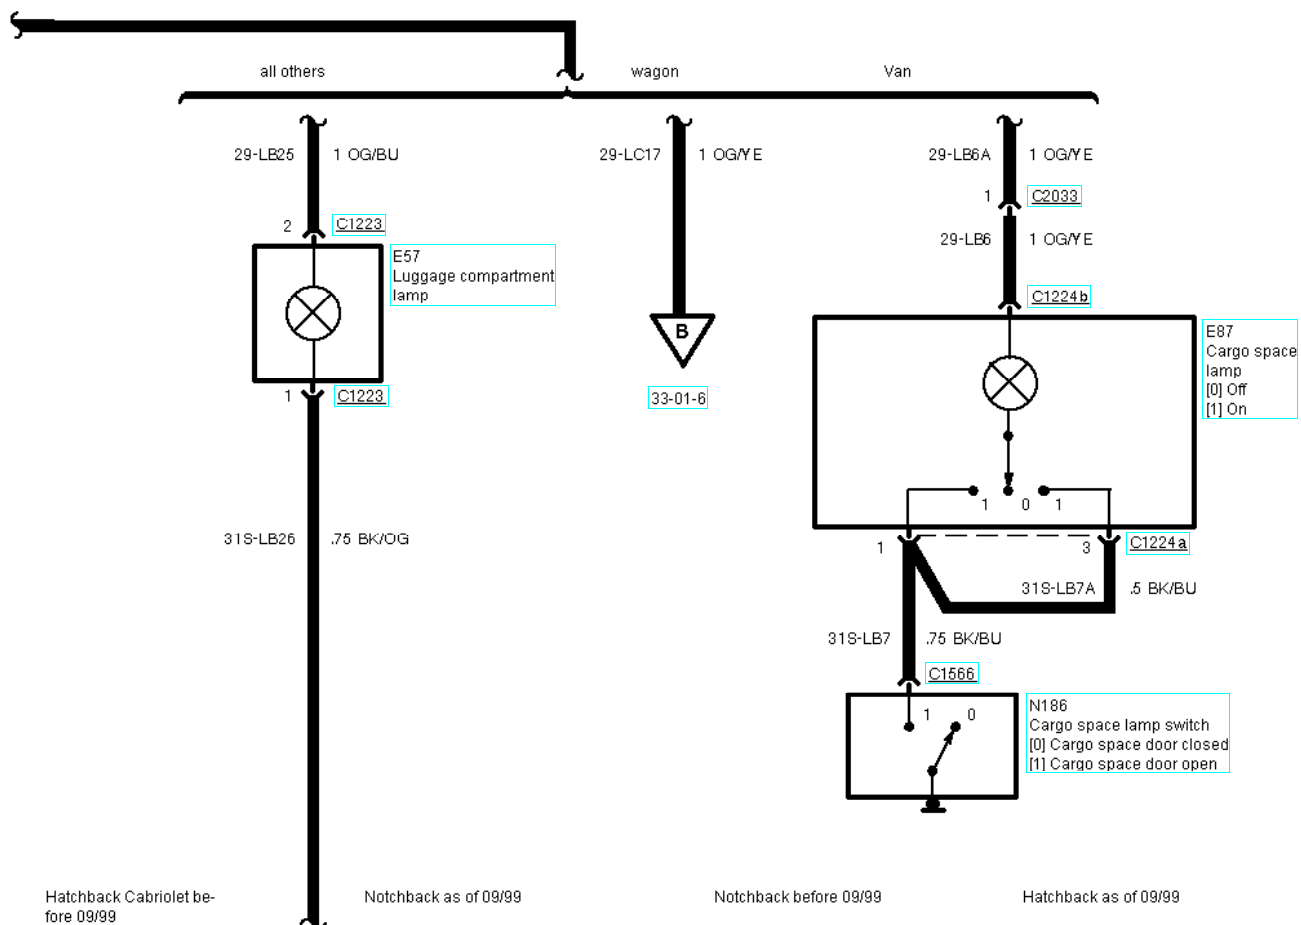 all others
wagon
Van
29-LB25
1 OG/BU
29-LC17
1 OG/YE
29-LB6A
1 OG/YE
1
C2033
2
C1223
29-LB6
1 OG/YE
E57
Luggage compartment
lamp
C1224b
B
E87
Cargo space
lamp
[0] Off
[1] On
1
C1223
33-01-6
1
0
1
31S-LB26
.75 BK/OG
1
3
C1224a
31S-LB7A
.5 BK/BU
31S-LB7
.75 BK/BU
C1566
1
0
N186
Cargo space lamp switch
[0] Cargo space door closed
[1] Cargo space door open
Hatchback Cabriolet be-
fore 09/99
Notchback as of 09/99
Notchback before 09/99
Hatchback as of 09/99